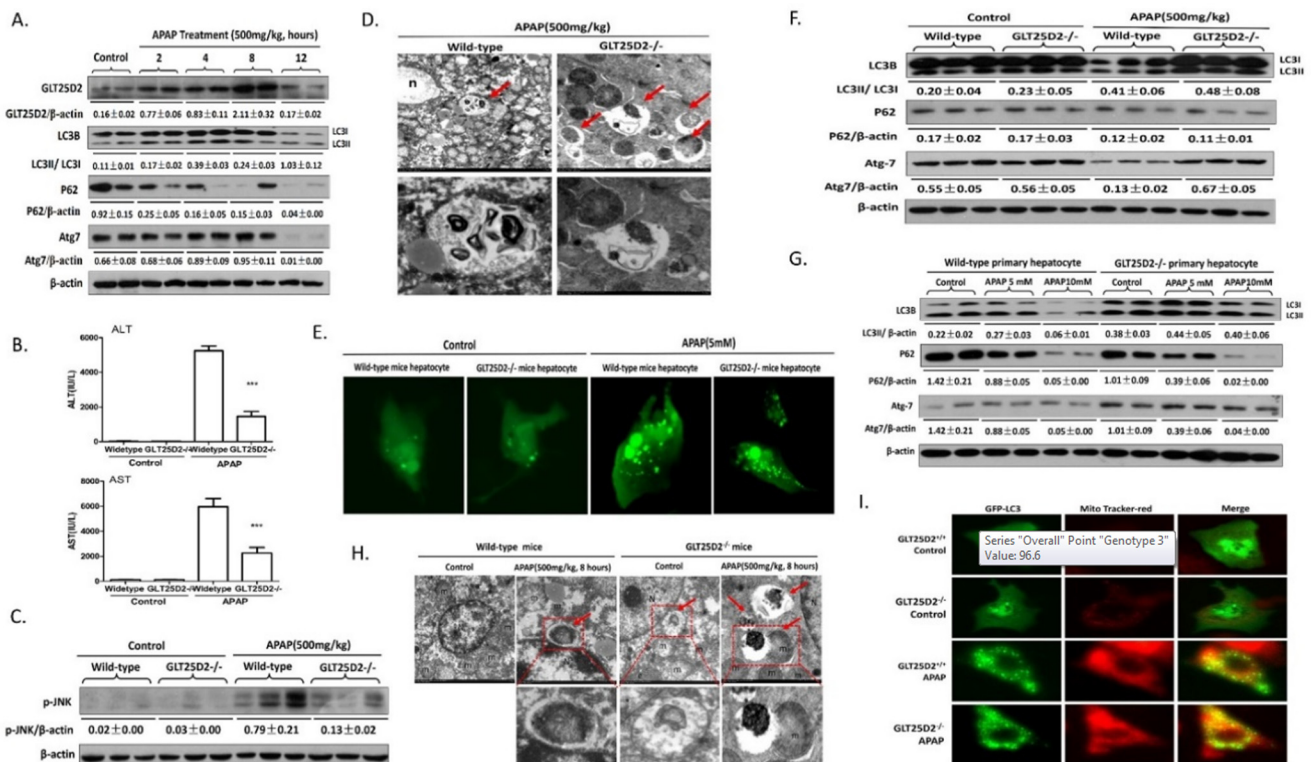 A.
APAP Treatment (500mg/kg, hours)
Control 2 4 8 12
GLT25D2
GLT25D2/β-actin 0.16±0.02 0.77±0.06 0.83±0.11 2.11±0.32 0.17±0.02
LC3B LC3I
LC3II
LC3II/ LC3I 0.11±0.01 0.17±0.02 0.39±0.03 0.24±0.03 1.03±0.12
P62
P62/β-actin 0.92±0.15 0.25±0.05 0.16±0.05 0.15±0.03 0.04±0.00
Atg7
Atg7/β-actin 0.66±0.08 0.68±0.06 0.89±0.09 0.95±0.11 0.01±0.00
β-actin
B.
ALT
ALT(IU/L)
6000
4000
2000
0
***
Widetype GLT25D2-/- Widetype GLT25D2-/-
Control APAP
AST
AST(IU/L)
8000
6000
4000
2000
0
***
Widetype GLT25D2-/- Widetype GLT25D2-/-
Control APAP
C.
Control APAP(500mg/kg)
Wild-type GLT25D2-/- Wild-type GLT25D2-/-
p-JNK
p-JNK/β-actin 0.02±0.00 0.03±0.00 0.79±0.21 0.13±0.02
β-actin
D.
APAP(500mg/kg)
Wild-type GLT25D2-/-
n
E.
Control APAP(5mM)
Wild-type mice hepatocyte GLT25D2-/- mice hepatocyte Wild-type mice hepatocyte GLT25D2-/- mice hepatocyte
F.
Control APAP(500mg/kg)
Wild-type GLT25D2-/- Wild-type GLT25D2-/-
LC3B LC3I
LC3II
LC3II/ LC3I 0.20±0.04 0.23±0.05 0.41±0.06 0.48±0.08
P62
P62/β-actin 0.17±0.02 0.17±0.03 0.12±0.02 0.11±0.01
Atg-7
Atg7/β-actin 0.55±0.05 0.56±0.05 0.13±0.02 0.67±0.05
β-actin
G.
Wild-type primary hepatocyte GLT25D2-/- primary hepatocyte
Control APAP 5 mM APAP10mM Control APAP 5 mM APAP10mM
LC3B LC3I
LC3II
LC3II/ β-actin 0.22±0.02 0.27±0.03 0.06±0.01 0.38±0.03 0.44±0.05 0.40±0.06
P62
P62/β-actin 1.42±0.21 0.88±0.05 0.05±0.00 1.01±0.09 0.39±0.06 0.02±0.00
Atg-7
Atg7/β-actin 1.42±0.21 0.88±0.05 0.05±0.00 1.01±0.09 0.39±0.06 0.04±0.00
β-actin
H.
Wild-type mice GLT25D2-/- mice
Control APAP(500mg/kg, 8 hours) Control APAP(500mg/kg, 8 hours)
I.
GFP-LC3 Mito Tracker-red Merge
GLT25D2+/+
Control
Series "Overall" Point "Genotype 3"
Value: 96.6
GLT25D2-/-
Control
GLT25D2+/+
APAP
GLT25D2-/-
APAP